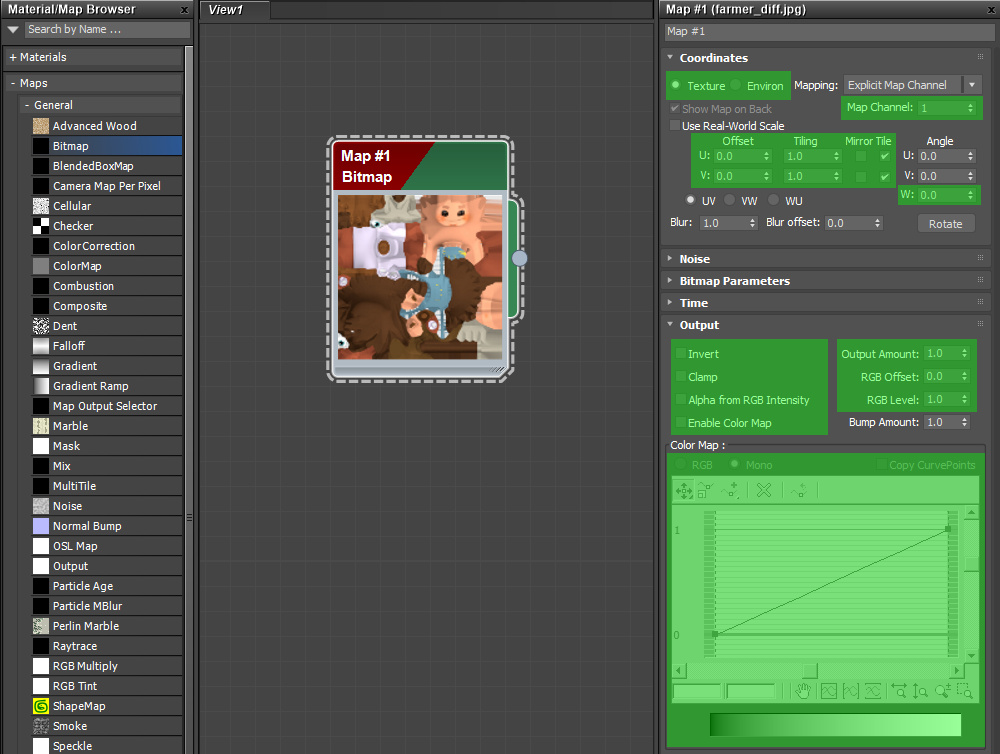 Material/Map Browser x
Search by Name ...
+ Materials
- Maps
- General
Advanced Wood
Bitmap
BlendedBoxMap
Camera Map Per Pixel
Cellular
Checker
ColorCorrection
ColorMap
Combustion
Composite
Dent
Falloff
Gradient
Gradient Ramp
Map Output Selector
Marble
Mask
Mix
MultiTile
Noise
Normal Bump
OSL Map
Output
Particle Age
Particle MBlur
Perlin Marble
Raytrace
RGB Multiply
RGB Tint
ShapeMap
Smoke
Speckle
View1
Map #1
Bitmap
Map #1 (farmer_diff.jpg) x
Map #1
Coordinates
Texture Environ Mapping: Explicit Map Channel
Show Map on Back Map Channel: 1
Use Real-World Scale
Offset Tiling Mirror Tile Angle
U: 0.0 1.0 U: 0.0
V: 0.0 1.0 V: 0.0
W: 0.0
UV VW WU
Blur: 1.0 Blur offset: 0.0 Rotate
Noise
Bitmap Parameters
Time
Output
Invert Output Amount: 1.0
Clamp RGB Offset: 0.0
Alpha from RGB Intensity RGB Level: 1.0
Enable Color Map Bump Amount: 1.0
Color Map :
RGB Mono Copy CurvePoints
1
0